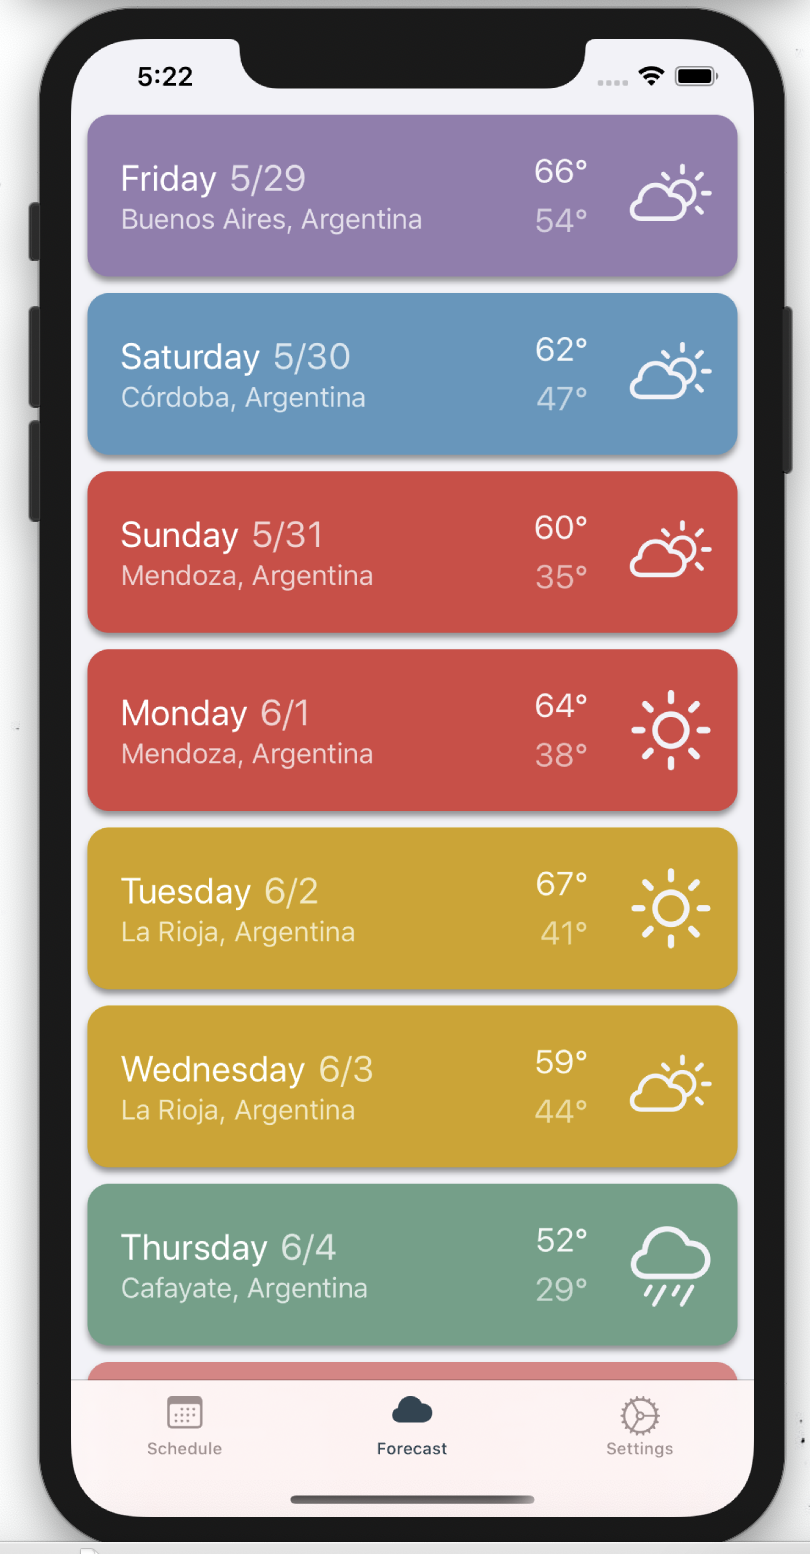 5:22
Friday 5/29
66°
Buenos Aires, Argentina
54°
Saturday 5/30
62°
Córdoba, Argentina
47°
Sunday 5/31
60°
Mendoza, Argentina
35°
Monday 6/1
64°
Mendoza, Argentina
38°
Tuesday 6/2
67°
La Rioja, Argentina
41°
Wednesday 6/3
59°
La Rioja, Argentina
44°
Thursday 6/4
52°
Cafayate, Argentina
29°
Schedule
Forecast
Settings